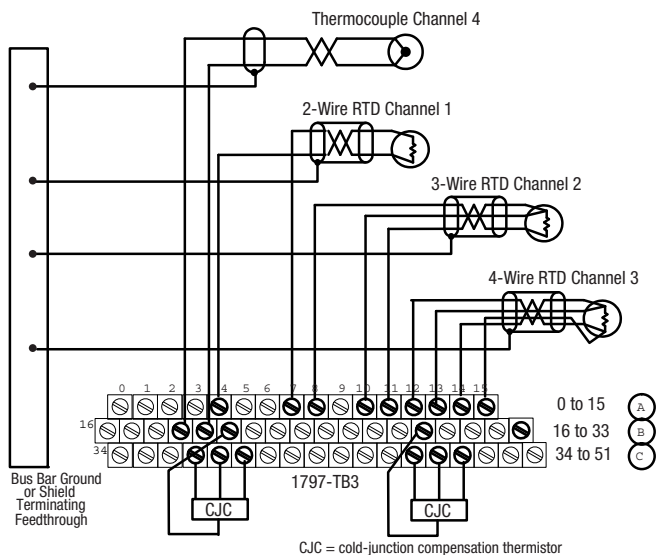 Thermocouple Channel 4
2-Wire RTD Channel 1
3-Wire RTD Channel 2
4-Wire RTD Channel 3
0 1 2 3 4 5 6 7 8 9 10 11 12 13 14 15
0 to 15 A
16
16 to 33 B
34
34 to 51 C
1797-TB3
Bus Bar Ground
or Shield
Terminating
Feedthrough
CJC
CJC
CJC = cold-junction compensation thermistor